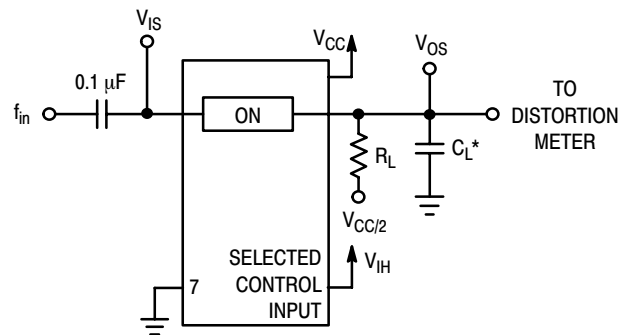 V_IS
V_CC
V_OS
0.1 μF
f_in
ON
TO
DISTORTION
METER
R_L
C_L*
V_CC/2
7
SELECTED
CONTROL
INPUT
V_IH